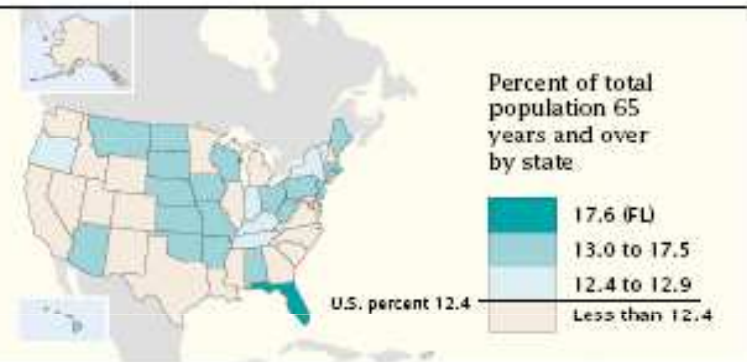 Percent of total
population 65
years and over
by state
17.6 (FL)
13.0 to 17.5
12.4 to 12.9
U.S. percent 12.4
Less than 12.4